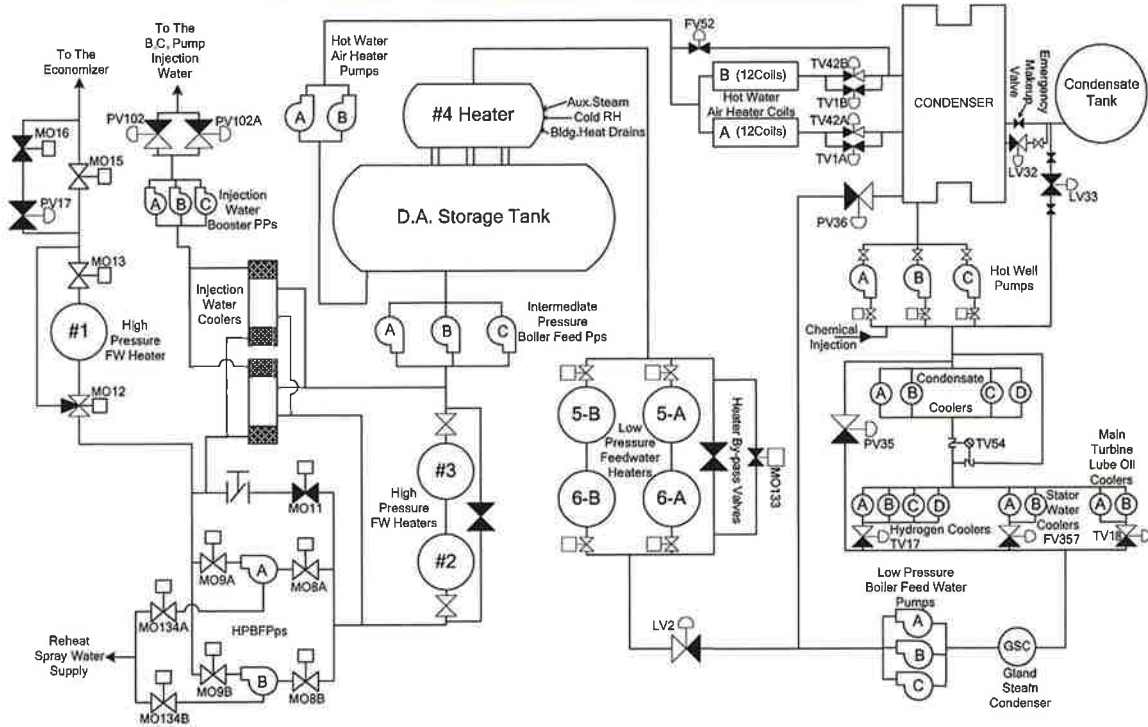 To The
Economizer
To The
B.C. Pump
Injection
Water
MO16
MO15
PV17
PV102
PV102A
A
B
C
Injection
Water
Booster PPs
MO13
#1
High
Pressure
FW Heater
MO12
Injection
Water
Coolers
Hot Water
Air Heater
Pumps
A
B
#4 Heater
Aux.Steam
Cold RH
Bldg.Heat Drains
D.A. Storage Tank
A
B
C
Intermediate
Pressure
Boiler Feed Pps
#3
High
Pressure
FW Heaters
#2
MO11
MO9A
A
MO8A
MO134A
HPBFPps
Reheat
Spray Water
Supply
MO9B
B
MO8B
MO134B
FV52
B (12Coils)
Hot Water
Air Heater Coils
A (12Coils)
TV42B
TV1B
TV42A
TV1A
CONDENSER
Emergency
Makeup
Valve
Condensate
Tank
LV32
LV33
PV36
A
B
C
Hot Well
Pumps
Chemical
Injection
A
B
Condensate
Coolers
C
D
PV35
TV54
Main
Turbine
Lube Oil
Coolers
A
B
C
D
Hydrogen Coolers
TV17
A
B
Stator
Water
Coolers
FV357
A
B
TV18
5-B
5-A
Low
Pressure
Feedwater
Heaters
6-B
6-A
Heater By-pass Valves
MO133
LV2
Low Pressure
Boiler Feed Water
Pumps
A
B
C
GSC
Gland
Steam
Condenser